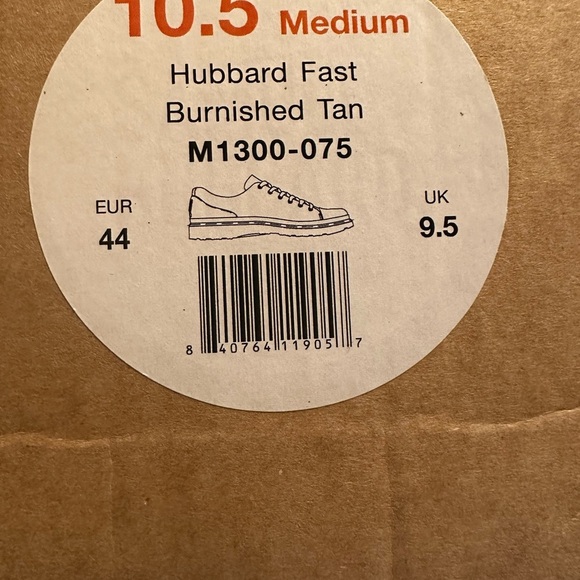 10.5 Medium
Hubbard Fast
Burnished Tan
M1300-075
EUR
44
UK
9.5
8 40764 11905 7